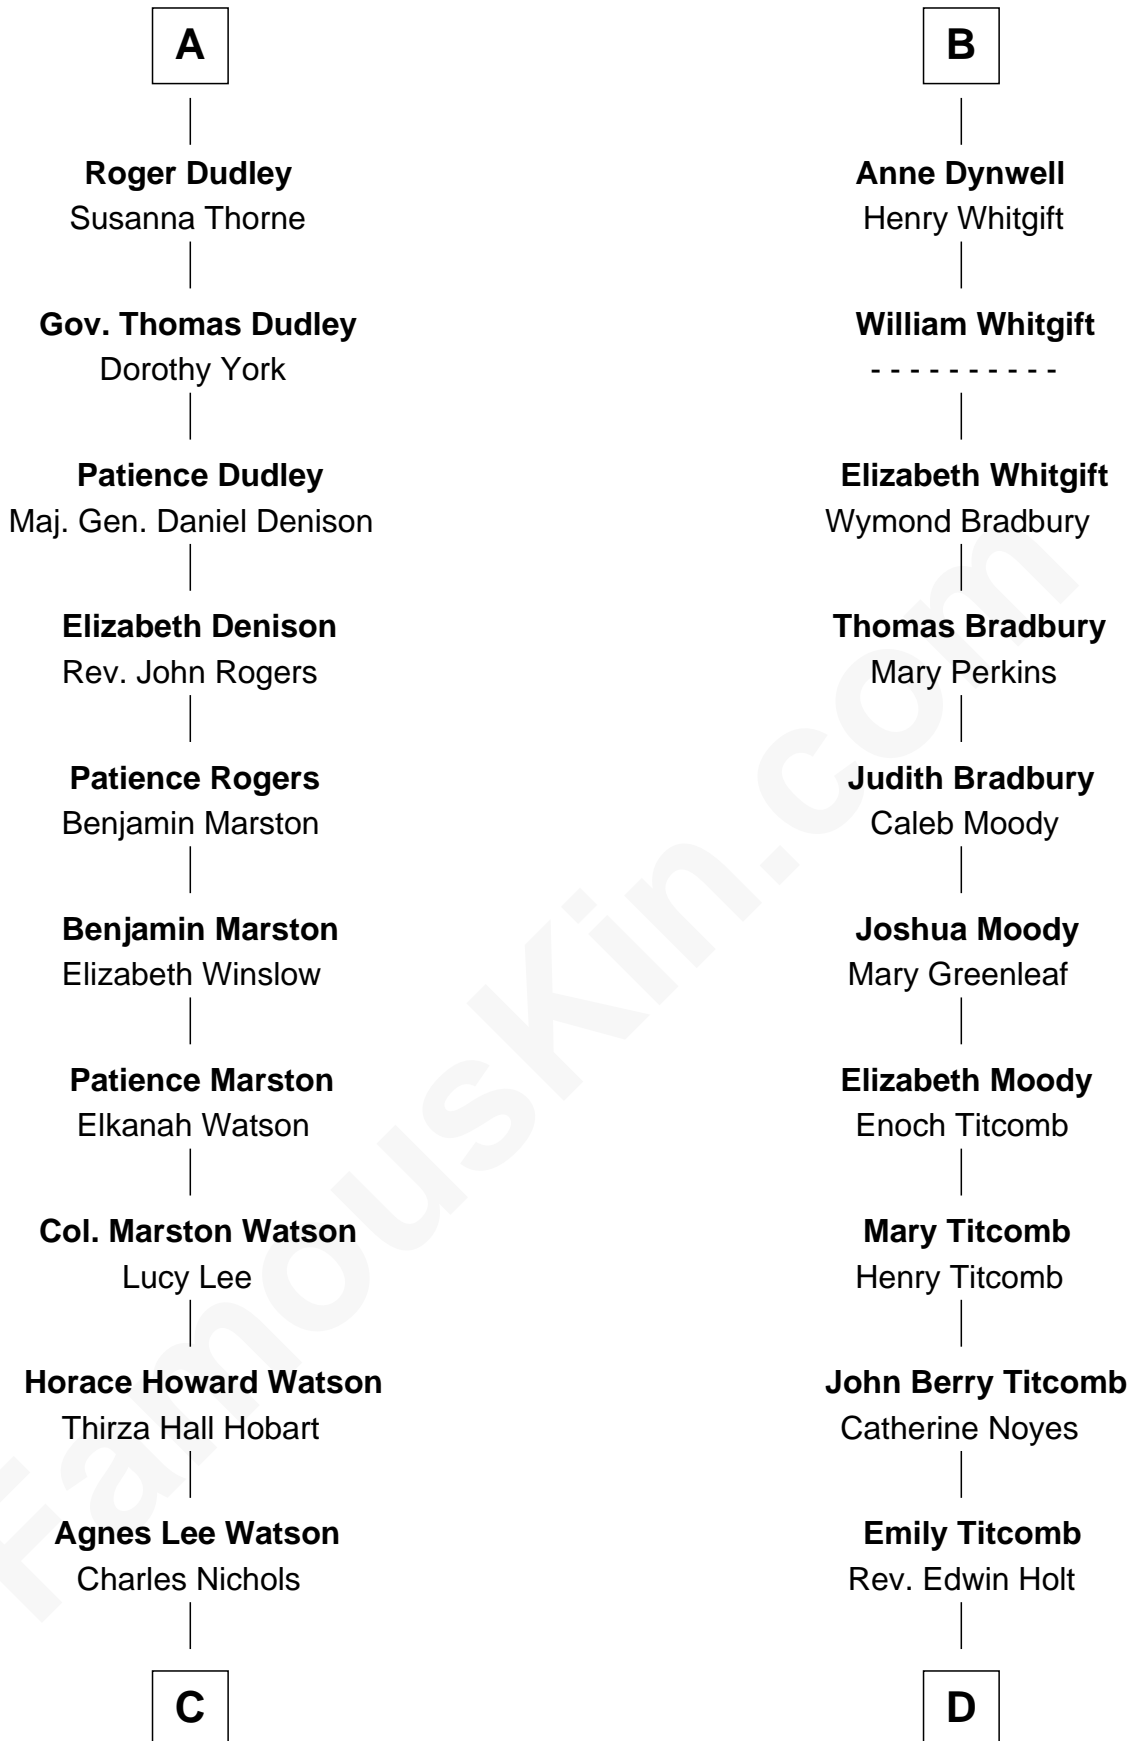 A
Roger Dudley
Susanna Thorne
Gov. Thomas Dudley
Dorothy York
Patience Dudley
Maj. Gen. Daniel Denison
Elizabeth Denison
Rev. John Rogers
Patience Rogers
Benjamin Marston
Benjamin Marston
Elizabeth Winslow
Patience Marston
Elkanah Watson
Col. Marston Watson
Lucy Lee
Horace Howard Watson
Thirza Hall Hobart
Agnes Lee Watson
Charles Nichols
C
B
Anne Dynwell
Henry Whitgift
William Whitgift
- - - - - - - - - -
Elizabeth Whitgift
Wymond Bradbury
Thomas Bradbury
Mary Perkins
Judith Bradbury
Caleb Moody
Joshua Moody
Mary Greenleaf
Elizabeth Moody
Enoch Titcomb
Mary Titcomb
Henry Titcomb
John Berry Titcomb
Catherine Noyes
Emily Titcomb
Rev. Edwin Holt
D
FamousKin.com